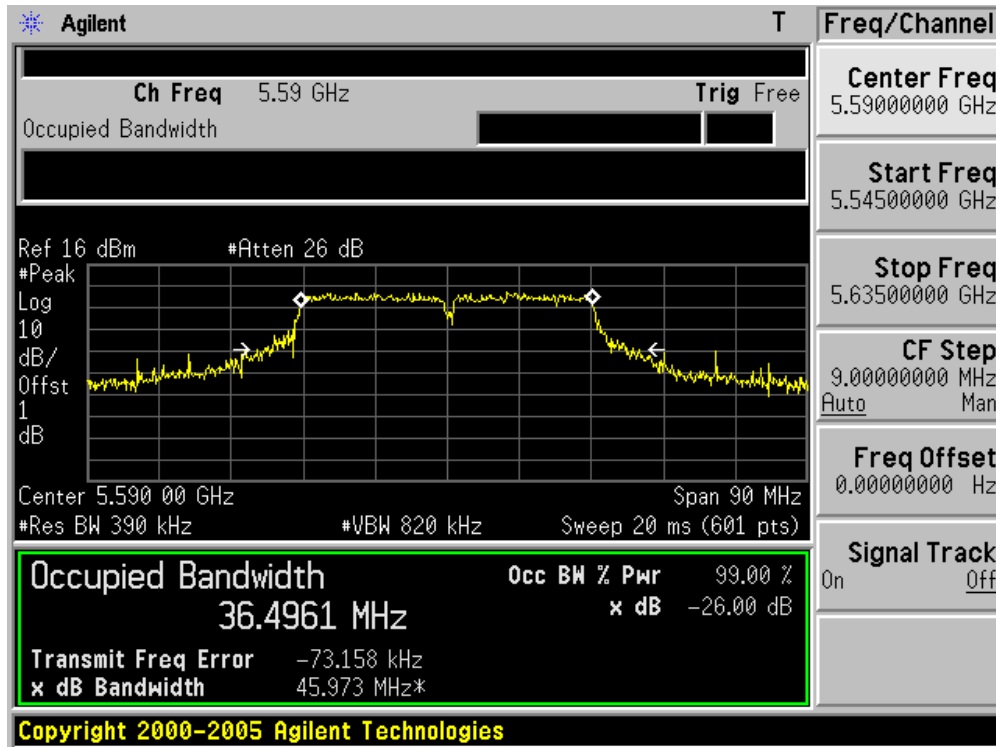 Agilent T
Freq/Channel
Ch Freq 5.59 GHz Trig Free
Occupied Bandwidth
Center Freq
5.59000000 GHz
Start Freq
5.54500000 GHz
Stop Freq
5.63500000 GHz
CF Step
9.00000000 MHz
Auto Man
Freq Offset
0.00000000 Hz
Signal Track
On Off
Ref 16 dBm #Atten 26 dB
#Peak
Log
10
dB/
Offst
1
dB
Center 5.590 00 GHz Span 90 MHz
#Res BW 390 kHz #VBW 820 kHz Sweep 20 ms (601 pts)
Occupied Bandwidth Occ BW % Pwr 99.00 %
36.4961 MHz x dB -26.00 dB
Transmit Freq Error -73.158 kHz
x dB Bandwidth 45.973 MHz*
Copyright 2000-2005 Agilent Technologies